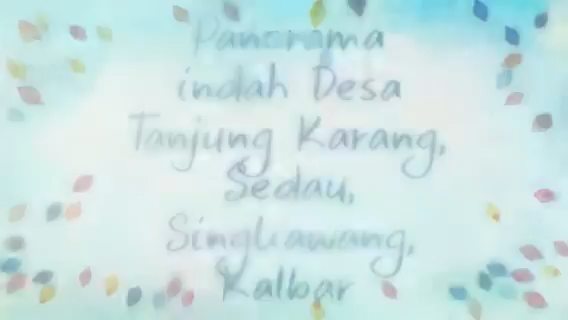 Panorama
indah Desa
Tanjung Karang,
Sedau,
Singkawang,
Kalbar